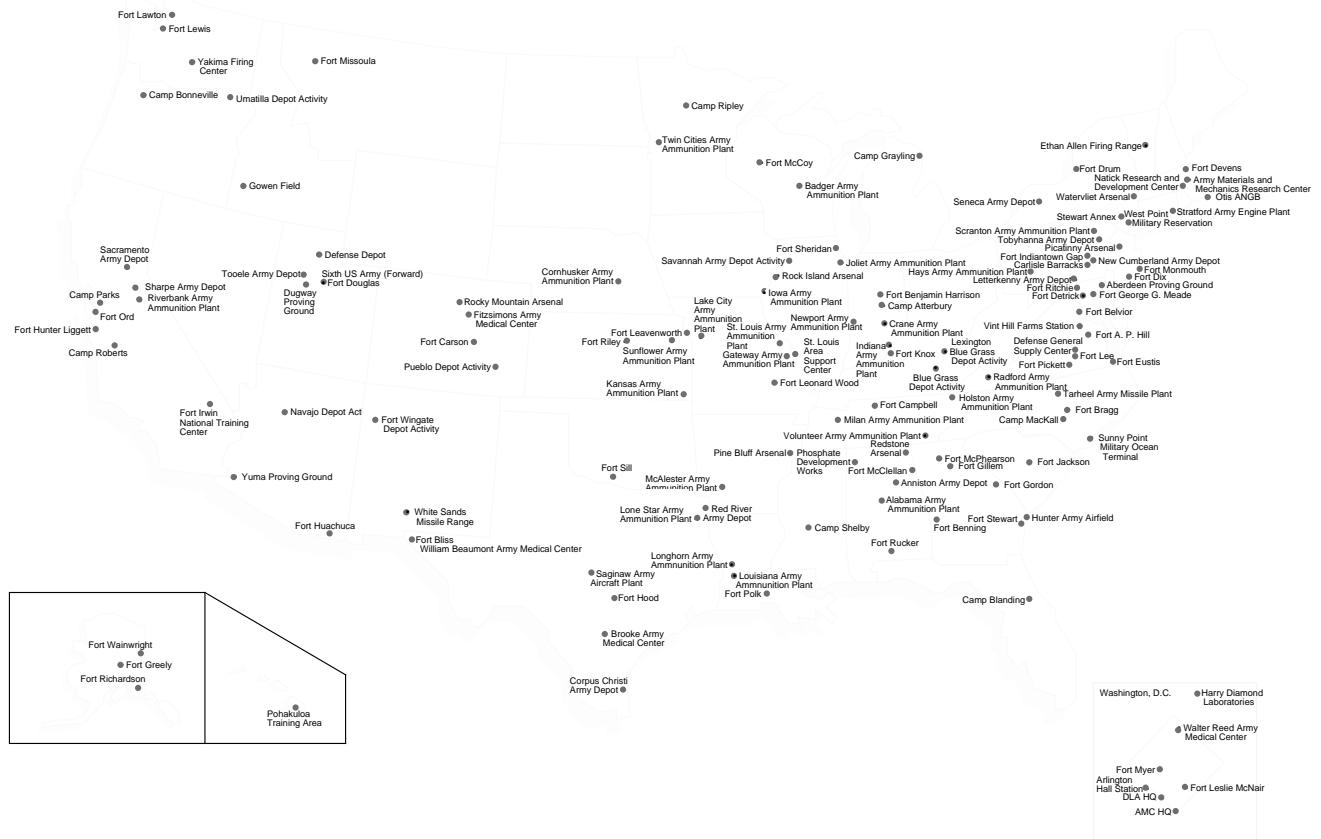 Fort Lawton
Fort Lewis
Yakima Firing
Center
Fort Missoula
Camp Bonneville
Umatilla Depot Activity
Camp Ripley
Twin Cities Army
Ammunition Plant
Fort McCoy
Camp Grayling
Ethan Allen Firing Range
Badger Army
Ammunition Plant
Gowen Field
Fort Drum
Fort Devens
Natick Research and
Development Center
Army Materials and
Mechanics Research Center
Watervliet Arsenal
Otis ANGB
Seneca Army Depot
Stewart Annex
West Point
Military Reservation
Stratford Army Engine Plant
Scranton Army Ammunition Plant
Tobyhanna Army Depot
Picatinny Arsenal
Fort Indiantown Gap
Carlisle Barracks
New Cumberland Army Depot
Fort Monmouth
Hays Army Ammunition Plant
Letterkenny Army Depot
Fort Dix
Fort Ritchie
Aberdeen Proving Ground
Fort Detrick
Fort George G. Meade
Fort Belvior
Vint Hill Farms Station
Fort A. P. Hill
Defense General
Supply Center
Fort Lee
Fort Eustis
Fort Pickett
Sacramento
Army Depot
Defense Depot
Tooele Army Depot
Sixth US Army (Forward)
Fort Douglas
Dugway
Proving
Ground
Sharpe Army Depot
Camp Parks
Riverbank Army
Ammunition Plant
Fort Ord
Fort Hunter Liggett
Camp Roberts
Cornhusker Army
Ammunition Plant
Rocky Mountain Arsenal
Fitzsimons Army
Medical Center
Fort Carson
Pueblo Depot Activity
Fort Sheridan
Savannah Army Depot Activity
Joliet Army Ammunition Plant
Rock Island Arsenal
Iowa Army
Ammunition Plant
Lake City
Army
Ammunition
Plant
Fort Leavenworth
Fort Riley
Sunflower Army
Ammunition Plant
St. Louis Army
Ammunition
Plant
Gateway Army
Ammunition Plant
St. Louis
Area
Support
Center
Newport Army
Ammunition Plant
Fort Benjamin Harrison
Camp Atterbury
Crane Army
Ammunition Plant
Indiana
Army
Ammunition
Plant
Fort Knox
Lexington
Blue Grass
Depot Activity
Blue Grass
Depot Activity
Radford Army
Ammunition Plant
Kansas Army
Ammunition Plant
Fort Leonard Wood
Fort Campbell
Holston Army
Ammunition Plant
Tarheel Army Missile Plant
Fort Bragg
Camp MacKall
Milan Army Ammunition Plant
Volunteer Army Ammunition Plant
Sunny Point
Military Ocean
Terminal
Fort Irwin
National Training
Center
Navajo Depot Act
Fort Wingate
Depot Activity
Pine Bluff Arsenal
Phosphate
Development
Works
Redstone
Arsenal
Fort McClellan
Fort McPhearson
Fort Gillem
Fort Jackson
Yuma Proving Ground
Fort Sill
McAlester Army
Ammunition Plant
Anniston Army Depot
Fort Gordon
Alabama Army
Ammunition Plant
Fort Benning
Fort Stewart
Hunter Army Airfield
White Sands
Missile Range
Fort Huachuca
Fort Bliss
William Beaumont Army Medical Center
Lone Star Army
Ammunition Plant
Red River
Army Depot
Camp Shelby
Fort Rucker
Longhorn Army
Ammnunition Plant
Louisiana Army
Ammnunition Plant
Fort Polk
Saginaw Army
Aircraft Plant
Fort Hood
Camp Blanding
Brooke Army
Medical Center
Corpus Christi
Army Depot
Fort Wainwright
Fort Greely
Fort Richardson
Pohakuloa
Training Area
Washington, D.C.
Harry Diamond
Laboratories
Walter Reed Army
Medical Center
Fort Myer
Arlington
Hall Station
Fort Leslie McNair
DLA HQ
AMC HQ